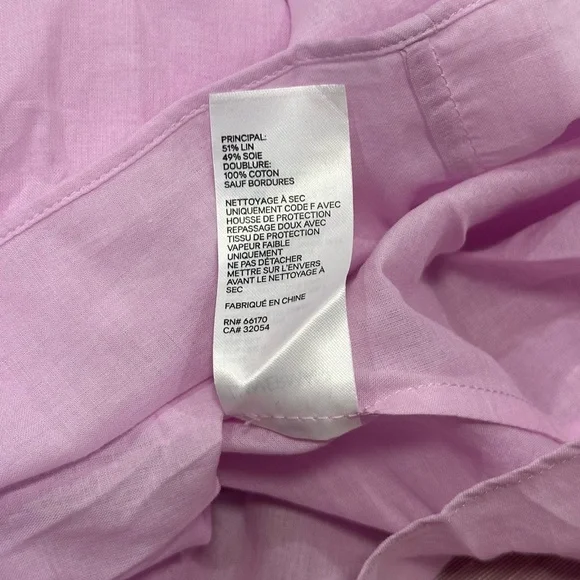 PRINCIPAL:
51% LIN
49% SOIE
DOUBLURE:
100% COTON
SAUF BORDURES
NETTOYAGE À SEC
UNIQUEMENT CODE F AVEC
HOUSSE DE PROTECTION
REPASSAGE DOUX AVEC
TISSU DE PROTECTION
VAPEUR FAIBLE
UNIQUEMENT
NE PAS DÉTACHER
METTRE SUR L'ENVERS
AVANT LE NETTOYAGE À
SEC
FABRIQUÉ EN CHINE
RN# 66170
CA# 32054